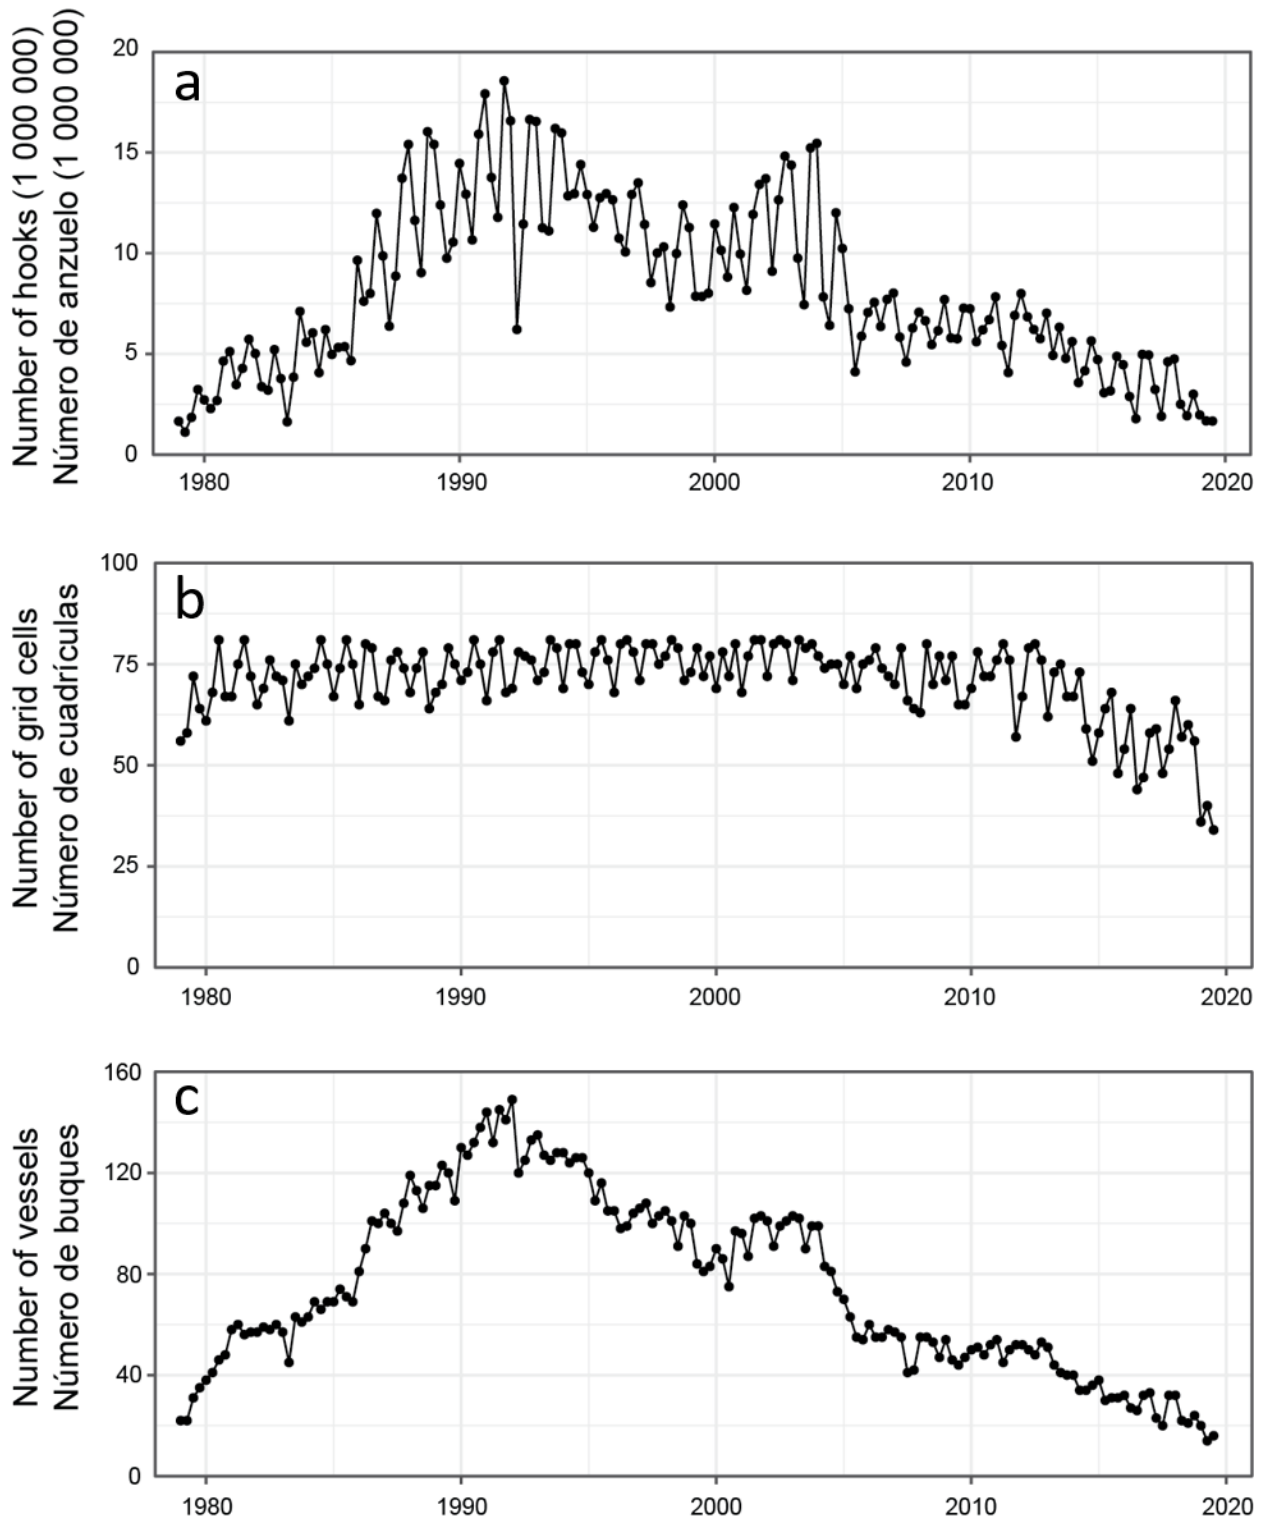 Number of hooks (1 000 000)
Número de anzuelo (1 000 000)
a
20
15
10
5
0
1980 1990 2000 2010 2020
Number of grid cells
Número de cuadrículas
b
100
75
50
25
0
1980 1990 2000 2010 2020
Number of vessels
Número de buques
c
160
120
80
40
0
1980 1990 2000 2010 2020